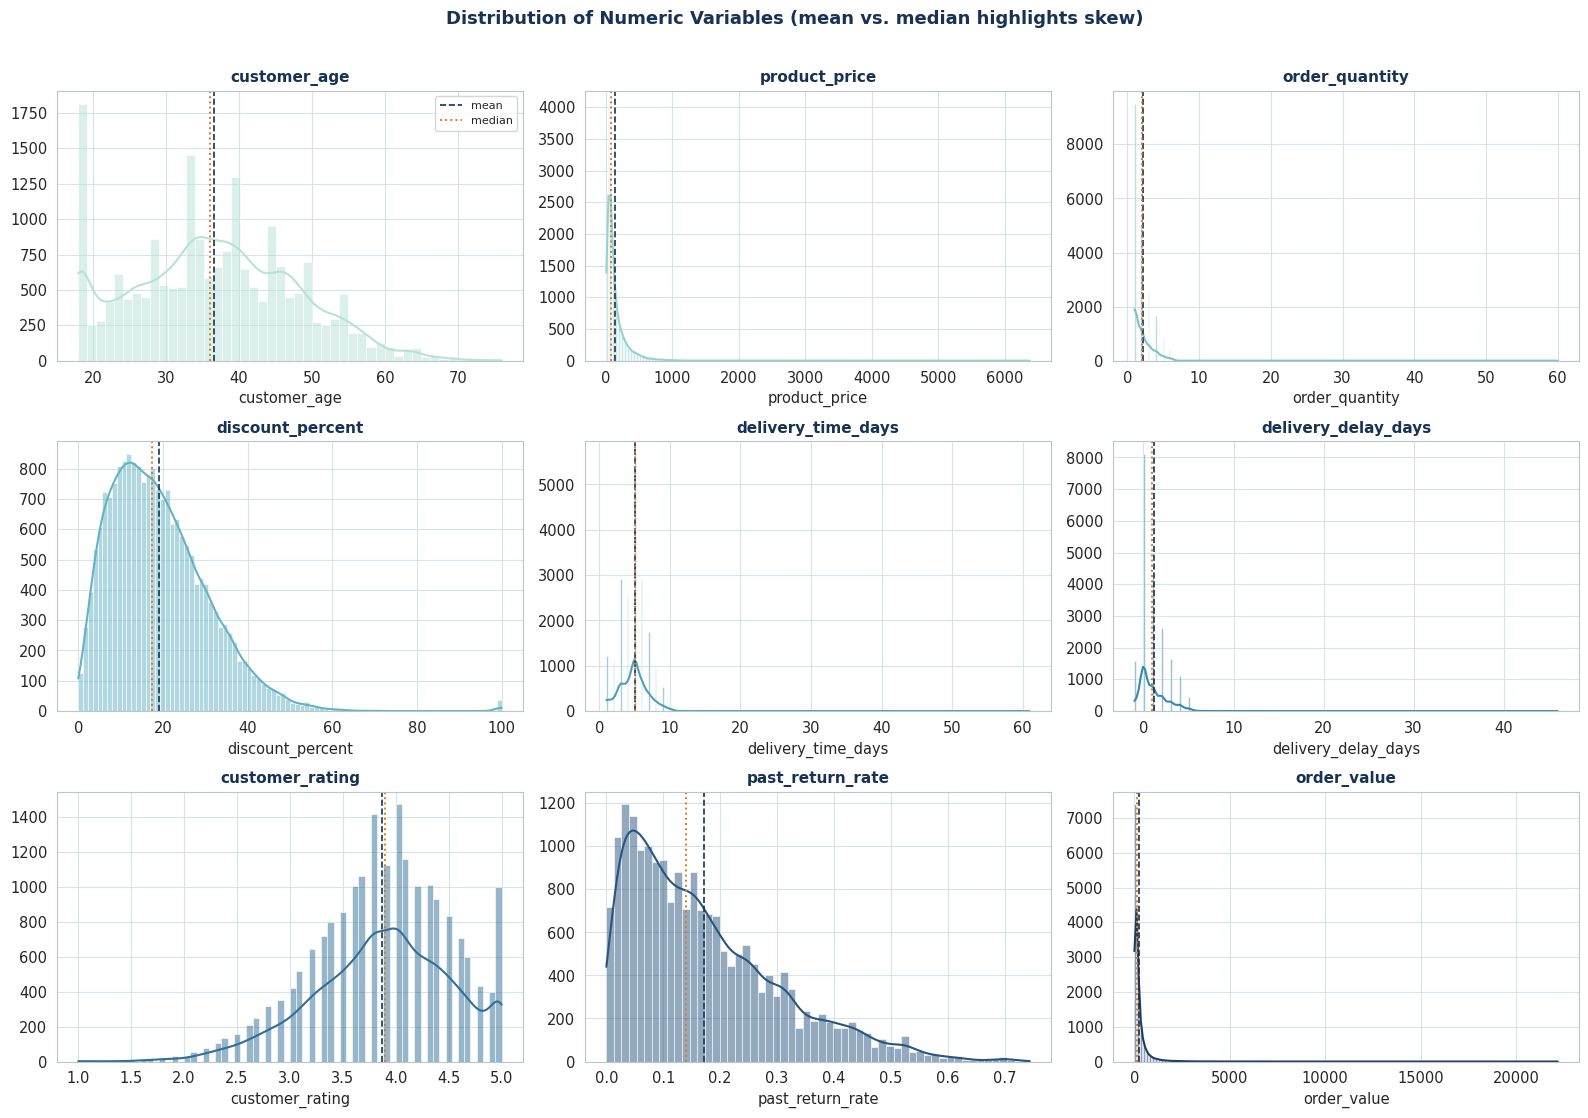 Distribution of Numeric Variables (mean vs. median highlights skew)
customer_age
1750
1500
1250
1000
750
500
250
0
mean
median
20 30 40 50 60 70
customer_age
product_price
4000
3500
3000
2500
2000
1500
1000
500
0
0 1000 2000 3000 4000 5000 6000
product_price
order_quantity
8000
6000
4000
2000
0
0 10 20 30 40 50 60
order_quantity
discount_percent
800
700
600
500
400
300
200
100
0
0 20 40 60 80 100
discount_percent
delivery_time_days
5000
4000
3000
2000
1000
0
0 10 20 30 40 50 60
delivery_time_days
delivery_delay_days
8000
7000
6000
5000
4000
3000
2000
1000
0
0 10 20 30 40
delivery_delay_days
customer_rating
1400
1200
1000
800
600
400
200
0
1.0 1.5 2.0 2.5 3.0 3.5 4.0 4.5 5.0
customer_rating
past_return_rate
1200
1000
800
600
400
200
0
0.0 0.1 0.2 0.3 0.4 0.5 0.6 0.7
past_return_rate
order_value
7000
6000
5000
4000
3000
2000
1000
0
0 5000 10000 15000 20000
order_value